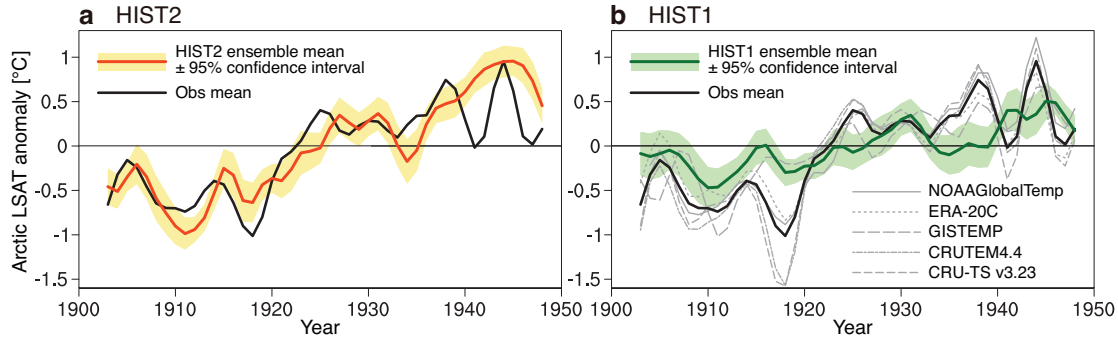 a HIST2
HIST2 ensemble mean
± 95% confidence interval
Obs mean
Arctic LSAT anomaly [°C]
1
0.5
0
-0.5
-1
-1.5
1900 1910 1920 1930 1940 1950
Year
b HIST1
HIST1 ensemble mean
± 95% confidence interval
Obs mean
NOAAGlobalTemp
ERA-20C
GISTEMP
CRUTEM4.4
CRU-TS v3.23
1
0.5
0
-0.5
-1
-1.5
1900 1910 1920 1930 1940 1950
Year